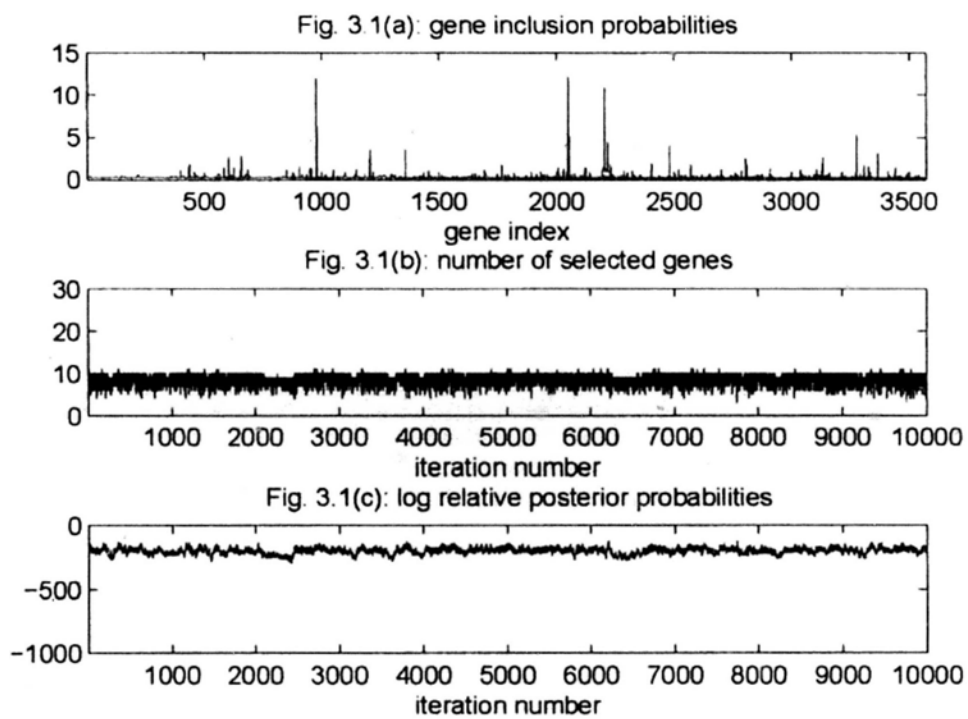 Fig. 3.1(a): gene inclusion probabilities
15
10
5
0
500 1000 1500 2000 2500 3000 3500
gene index
Fig. 3.1(b): number of selected genes
30
20
10
0
1000 2000 3000 4000 5000 6000 7000 8000 9000 10000
iteration number
Fig. 3.1(c): log relative posterior probabilities
0
−500
−1000
1000 2000 3000 4000 5000 6000 7000 8000 9000 10000
iteration number